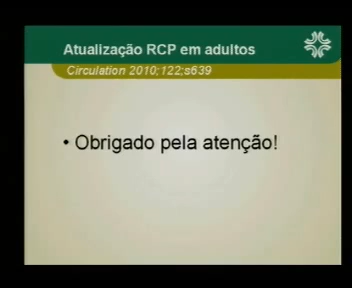 Atualização RCP em adultos
Circulation 2010;122;s639
• Obrigado pela atenção!